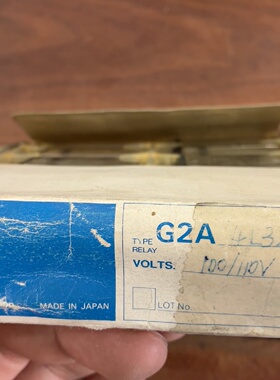 TYPE RELAY G2A
VOLTS. 100/110V
MADE IN JAPAN
LOT No.